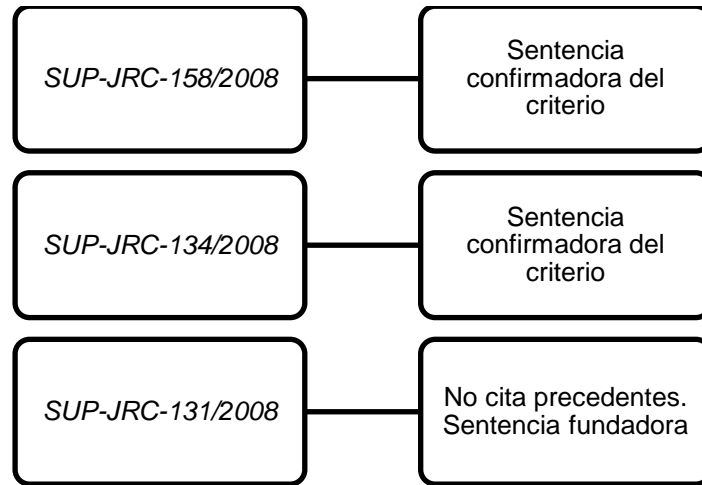 SUP-JRC-158/2008
Sentencia
confirmadora del
criterio
SUP-JRC-134/2008
Sentencia
confirmadora del
criterio
SUP-JRC-131/2008
No cita precedentes.
Sentencia fundadora